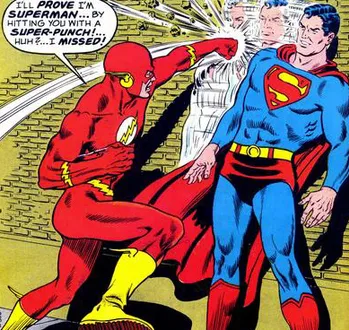 I'LL PROVE I'M
SUPERMAN... BY
HITTING YOU WITH A
SUPER-PUNCH!...
HUH?...I MISSED!
S